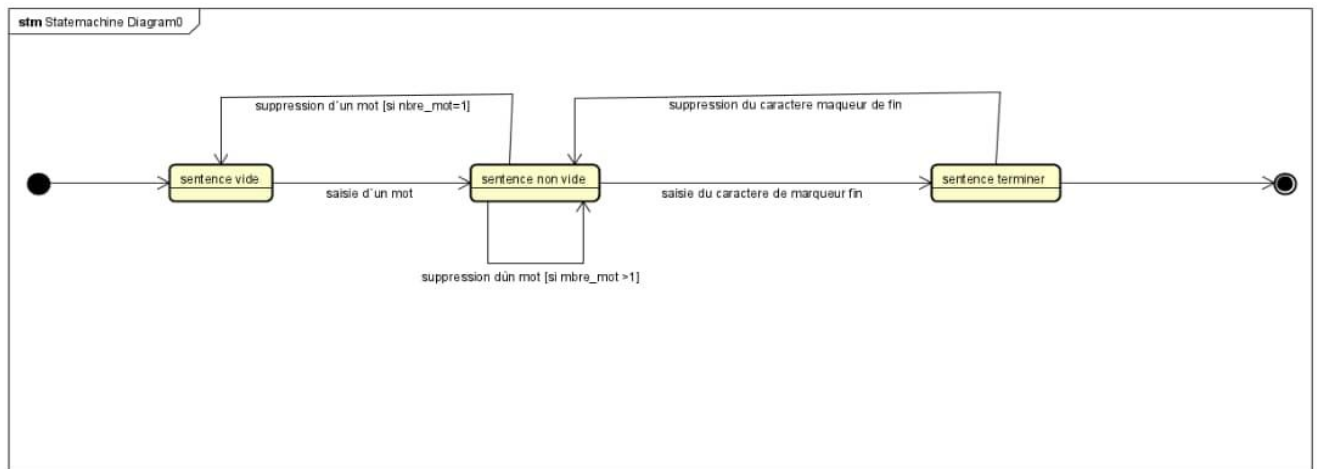 stm Statemachine Diagram0
suppression d´un mot [si nbre_mot=1]
suppression du caractere maqueur de fin
sentence vide
sentence non vide
sentence terminer
saisie d´un mot
saisie du caractere de marqueur fin
suppression dùn mot [si mbre_mot >1]